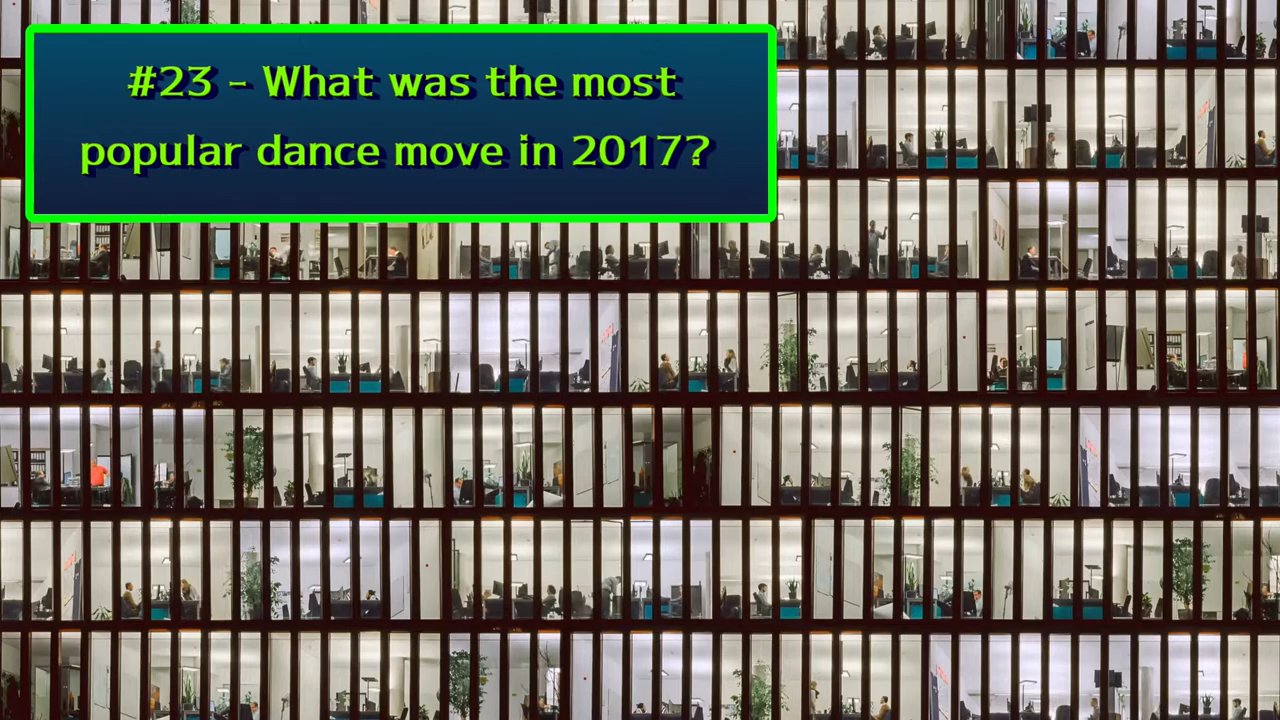 #23 - What was the most
popular dance move in 2017?